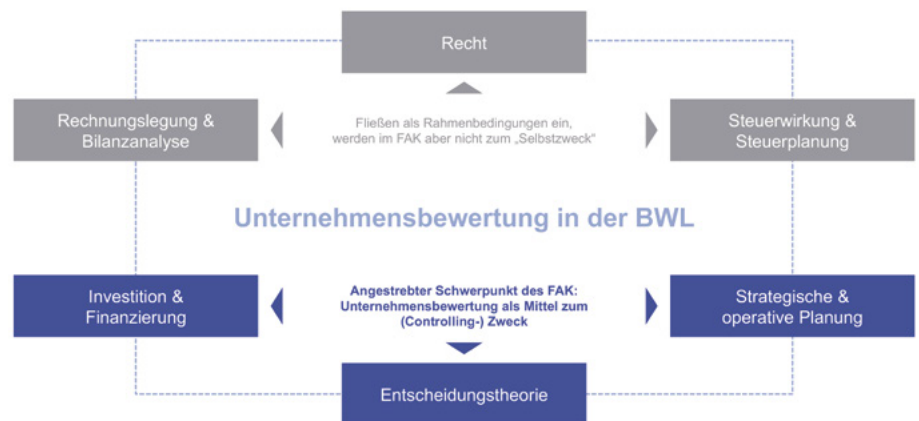 Recht
Rechnungslegung &
Bilanzanalyse
Fließen als Rahmenbedingungen ein,
werden im FAK aber nicht zum „Selbstzweck“
Steuerwirkung &
Steuerplanung
Unternehmensbewertung in der BWL
Investition &
Finanzierung
Angestrebter Schwerpunkt des FAK:
Unternehmensbewertung als Mittel zum
(Controlling-) Zweck
Strategische &
operative Planung
Entscheidungstheorie